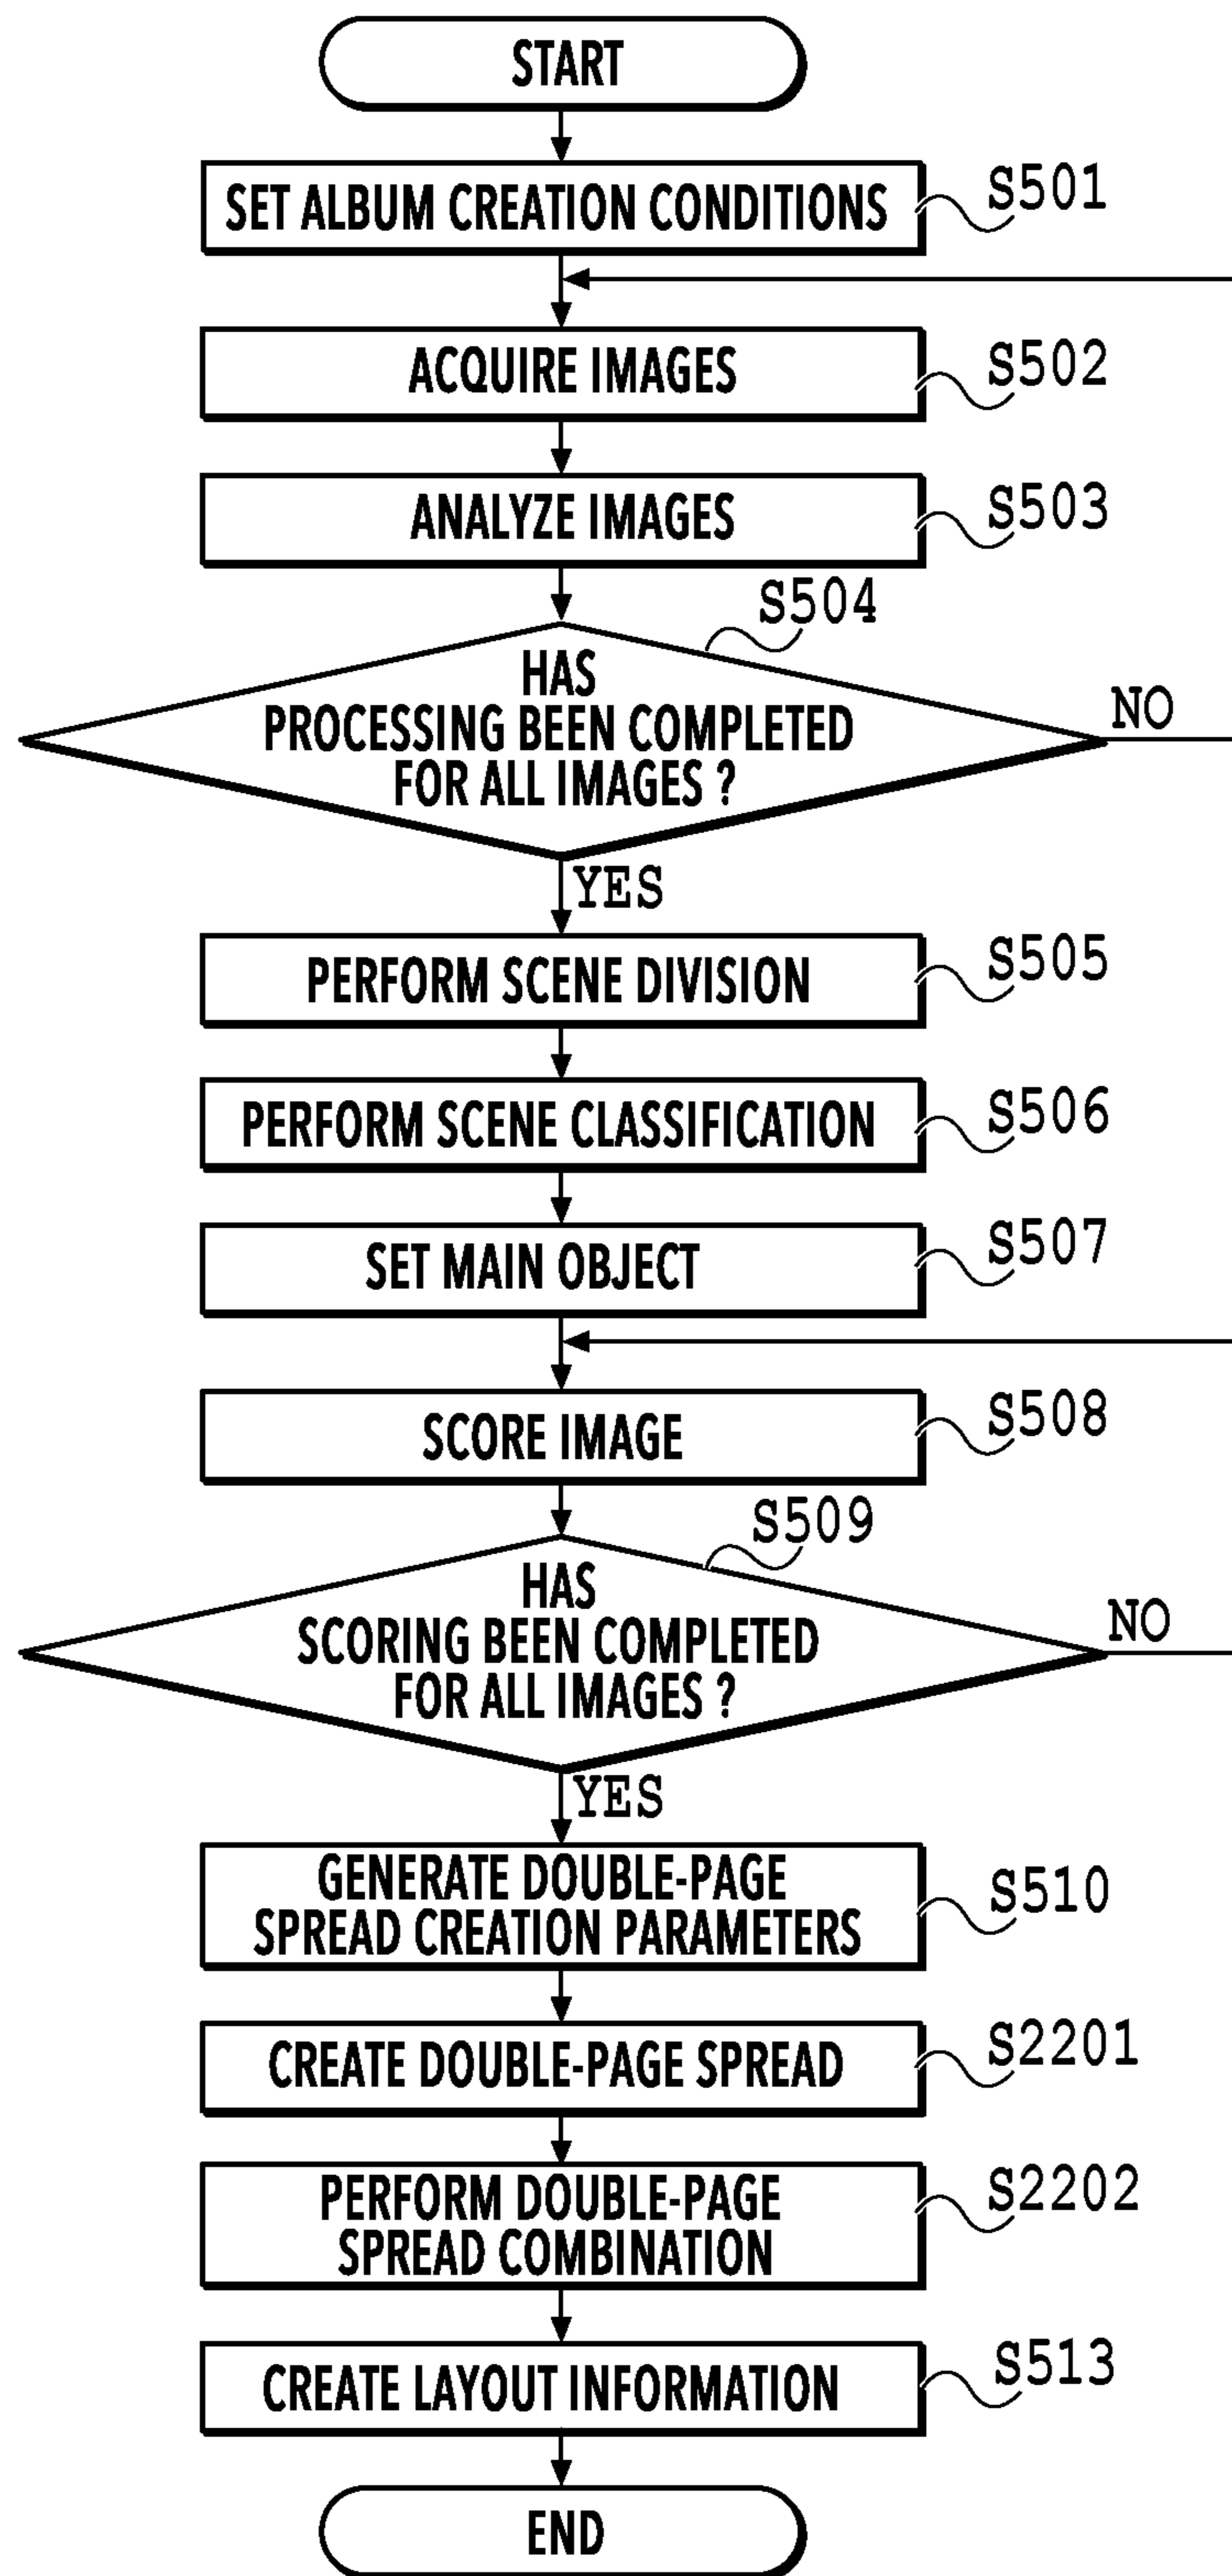 START
SET ALBUM CREATION CONDITIONS
S501
ACQUIRE IMAGES
S502
ANALYZE IMAGES
S503
S504
HAS
PROCESSING BEEN COMPLETED
FOR ALL IMAGES ?
NO
YES
PERFORM SCENE DIVISION
S505
PERFORM SCENE CLASSIFICATION
S506
SET MAIN OBJECT
S507
SCORE IMAGE
S508
S509
HAS
SCORING BEEN COMPLETED
FOR ALL IMAGES ?
NO
YES
GENERATE DOUBLE-PAGE
SPREAD CREATION PARAMETERS
S510
CREATE DOUBLE-PAGE SPREAD
S2201
PERFORM DOUBLE-PAGE
SPREAD COMBINATION
S2202
CREATE LAYOUT INFORMATION
S513
END